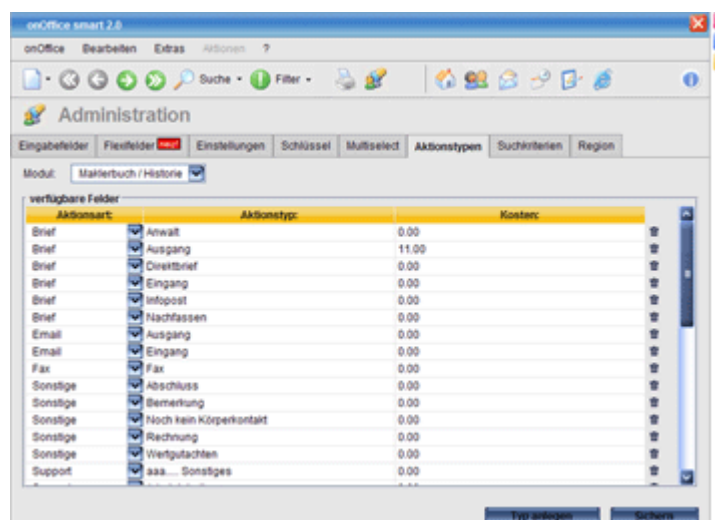 onOffice smart 2.0
onOffice Bearbeiten Extras Aktionen ?
Suche Filter
Administration
Eingabefelder Flexifelder neu! Einstellungen Schlüssel Multiselect Aktionstypen Suchkriterien Region
Modul: Maklerbuch / Historie
verfügbare Felder
Aktionsart: Aktionstyp: Kosten:
Brief Anwalt 0.00
Brief Ausgang 11.00
Brief Direktbrief 0.00
Brief Eingang 0.00
Brief Infopost 0.00
Brief Nachfassen 0.00
Email Ausgang 0.00
Email Eingang 0.00
Fax Fax 0.00
Sonstige Abschluss 0.00
Sonstige Bemerkung 0.00
Sonstige Noch kein Körperkontakt 0.00
Sonstige Rechnung 0.00
Sonstige Wertgutachten 0.00
Support aaa.... Sonstiges 0.00
Typ anlegen Sichern